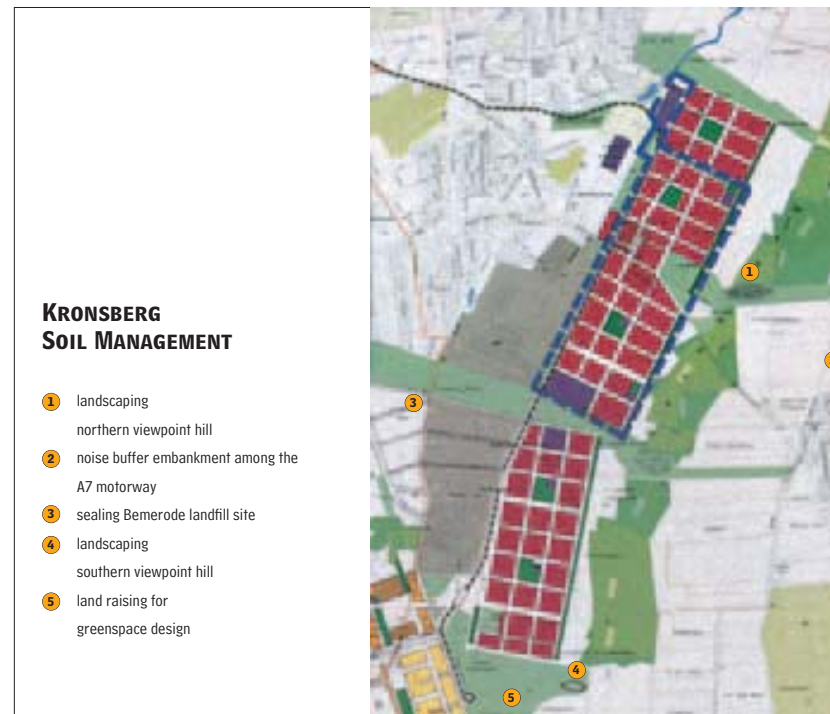 KRONSBERG
SOIL MANAGEMENT
1 landscaping
northern viewpoint hill
2 noise buffer embankment among the
A7 motorway
3 sealing Bemerode landfill site
4 landscaping
southern viewpoint hill
5 land raising for
greenspace design
1
3
4
5